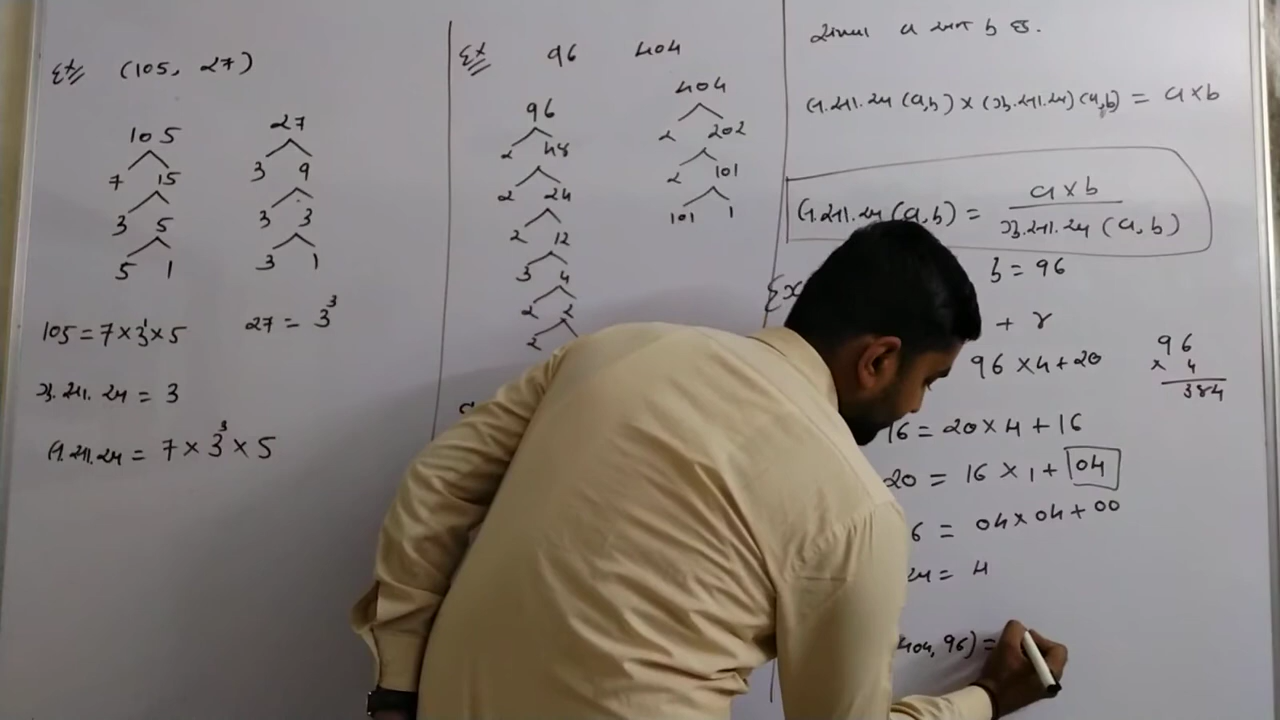 Ex (105, 27)
105
7 15
3 5
5 1
27
3 9
3 3
3 1
105 = 7 × 3¹ × 5
27 = 3³
ગુ.સા.અ = 3
લ.સા.અ = 7 × 3³ × 5
Ex 96 404
96
2 48
2 24
2 12
3 4
2 2
2
404
2 202
2 101
101 1
a અને b છે.
લ.સા.અ (a,b) × (ગુ.સા.અ)(a,b) = a × b
લ.સા.અ (a,b) = a × b / ગુ.સા.અ (a, b)
b = 96
+ r
96 × 4 + 20
96
× 4
384
16 = 20 × 4 + 16
20 = 16 × 1 + 04
6 = 04 × 04 + 00
અ = 4
404, 96) =